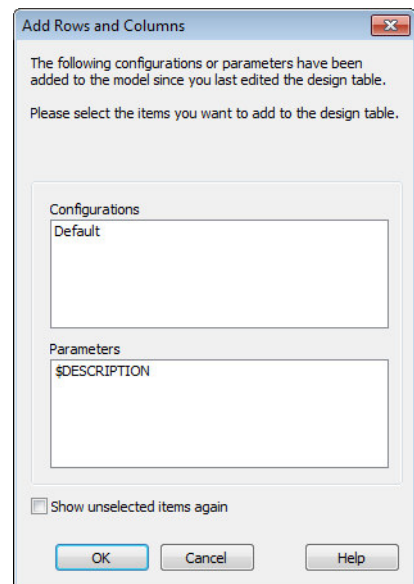 Add Rows and Columns
The following configurations or parameters have been
added to the model since you last edited the design table.
Please select the items you want to add to the design table.
Configurations
Default
Parameters
$DESCRIPTION
Show unselected items again
OK Cancel Help